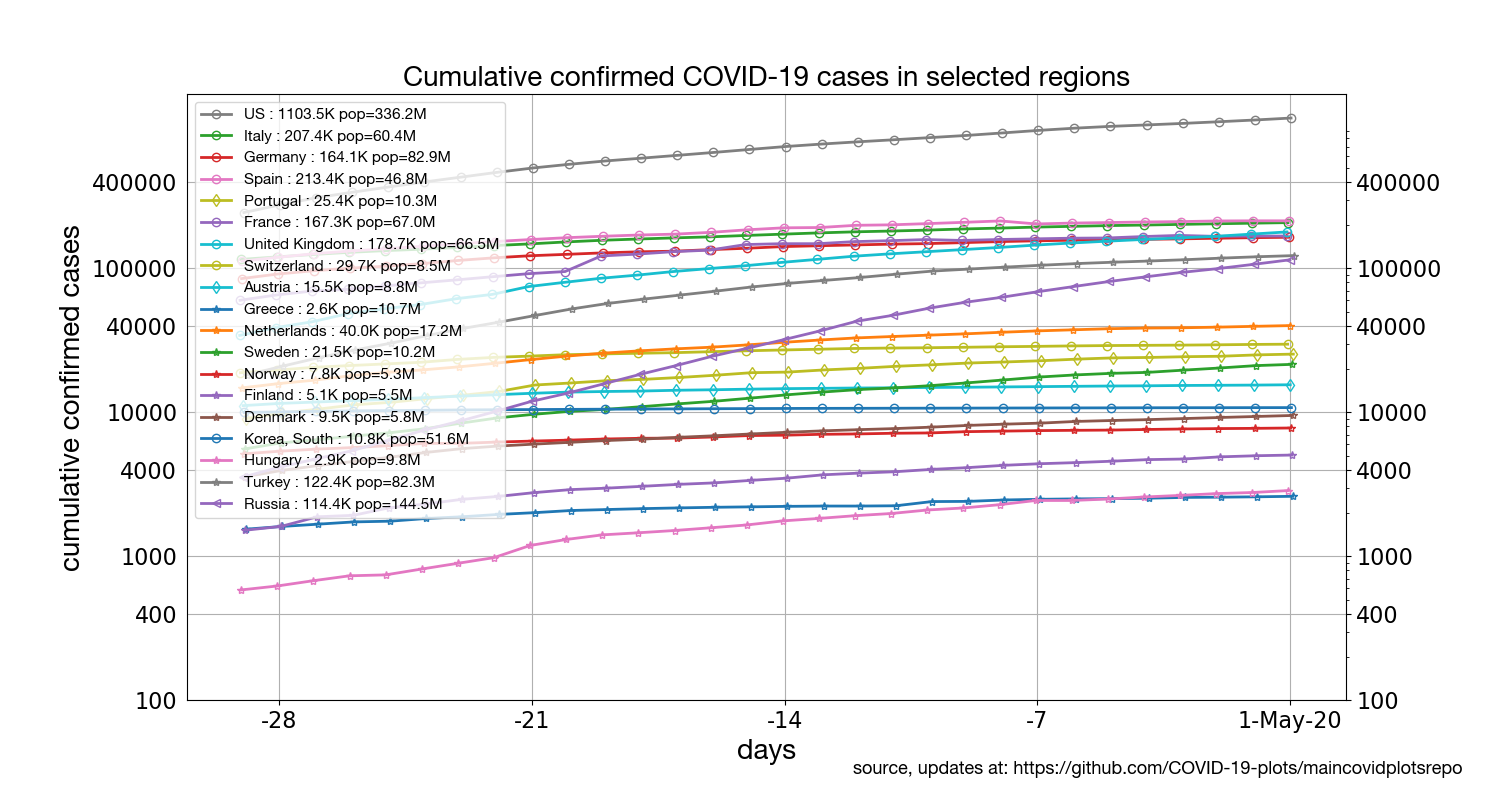 Cumulative confirmed COVID-19 cases in selected regions
US : 1103.5K pop=336.2M
Italy : 207.4K pop=60.4M
Germany : 164.1K pop=82.9M
Spain : 213.4K pop=46.8M
Portugal : 25.4K pop=10.3M
France : 167.3K pop=67.0M
United Kingdom : 178.7K pop=66.5M
Switzerland : 29.7K pop=8.5M
Austria : 15.5K pop=8.8M
Greece : 2.6K pop=10.7M
Netherlands : 40.0K pop=17.2M
Sweden : 21.5K pop=10.2M
Norway : 7.8K pop=5.3M
Finland : 5.1K pop=5.5M
Denmark : 9.5K pop=5.8M
Korea, South : 10.8K pop=51.6M
Hungary : 2.9K pop=9.8M
Turkey : 122.4K pop=82.3M
Russia : 114.4K pop=144.5M
cumulative confirmed cases
400000
100000
40000
10000
4000
1000
400
100
400000
100000
40000
10000
4000
1000
400
100
-28 -21 -14 -7 1-May-20
days
source, updates at: https://github.com/COVID-19-plots/maincovidplotsrepo